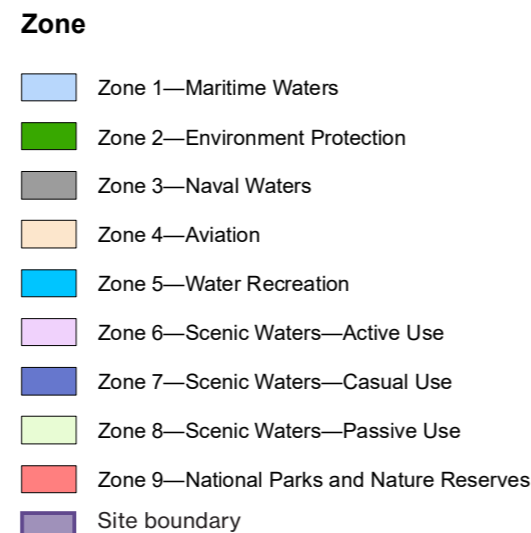 Zone
Zone 1—Maritime Waters
Zone 2—Environment Protection
Zone 3—Naval Waters
Zone 4—Aviation
Zone 5—Water Recreation
Zone 6—Scenic Waters—Active Use
Zone 7—Scenic Waters—Casual Use
Zone 8—Scenic Waters—Passive Use
Zone 9—National Parks and Nature Reserves
Site boundary